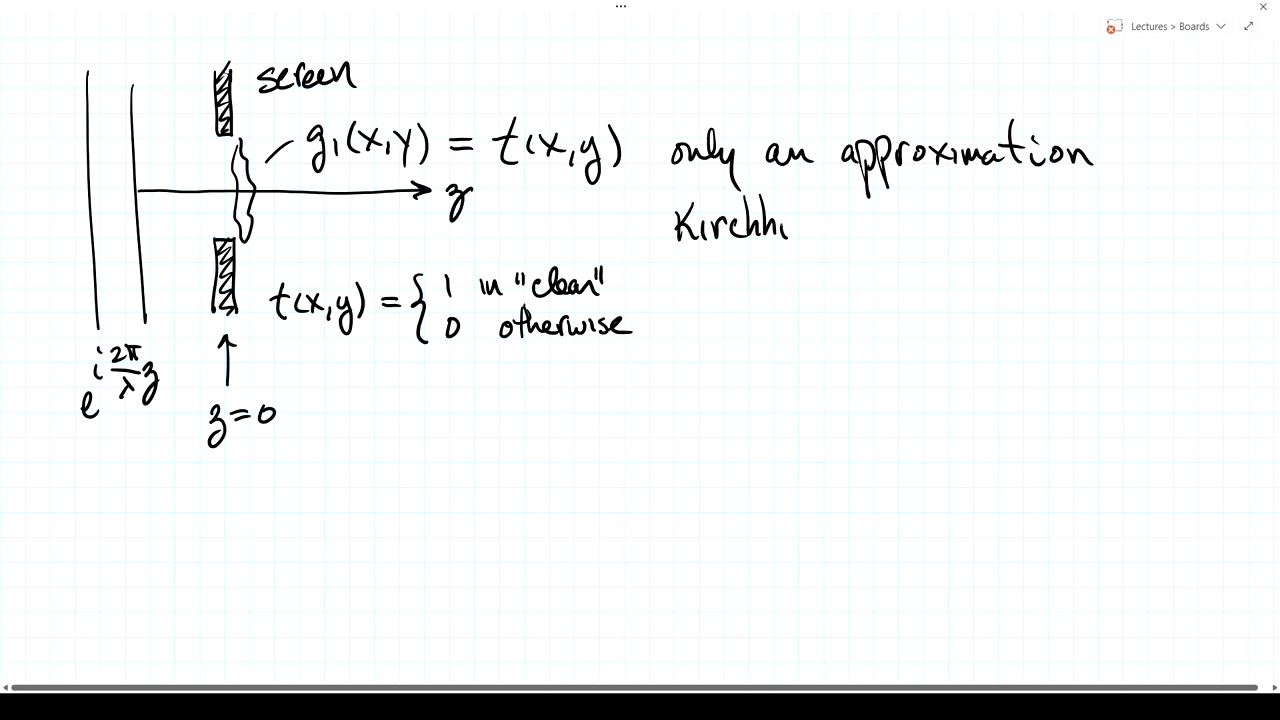 ...
Lectures > Boards
screen
g₁(x,y) = t(x,y) only an approximation
z
Kirchh
t(x,y) = { 1 in "clear"
0 otherwise
e^{i 2π/λ z}
z=0